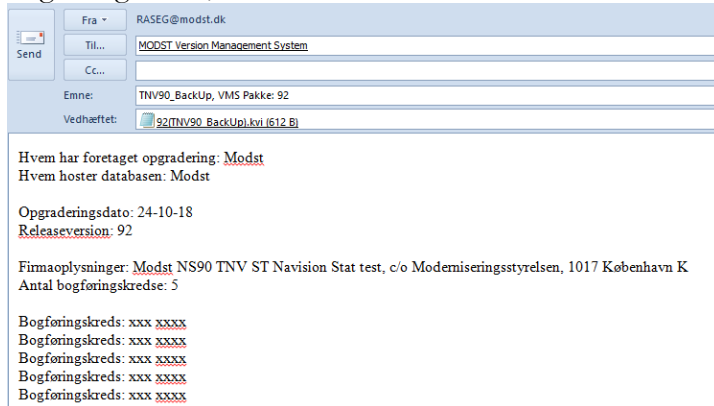 Fra
RASEG@modst.dk
Send
Til...
MODST Version Management System
Cc...
Emne:
TNV90_BackUp, VMS Pakke: 92
Vedhæftet:
92(TNV90_BackUp).kvi (612 B)
Hvem har foretaget opgradering: Modst
Hvem hoster databasen: Modst
Opgraderingsdato: 24-10-18
Releaseversion: 92
Firmaoplysninger: Modst NS90 TNV ST Navision Stat test, c/o Moderniseringsstyrelsen, 1017 København K
Antal bogføringskredse: 5
Bogføringskreds: xxx xxxx
Bogføringskreds: xxx xxxx
Bogføringskreds: xxx xxxx
Bogføringskreds: xxx xxxx
Bogføringskreds: xxx xxxx